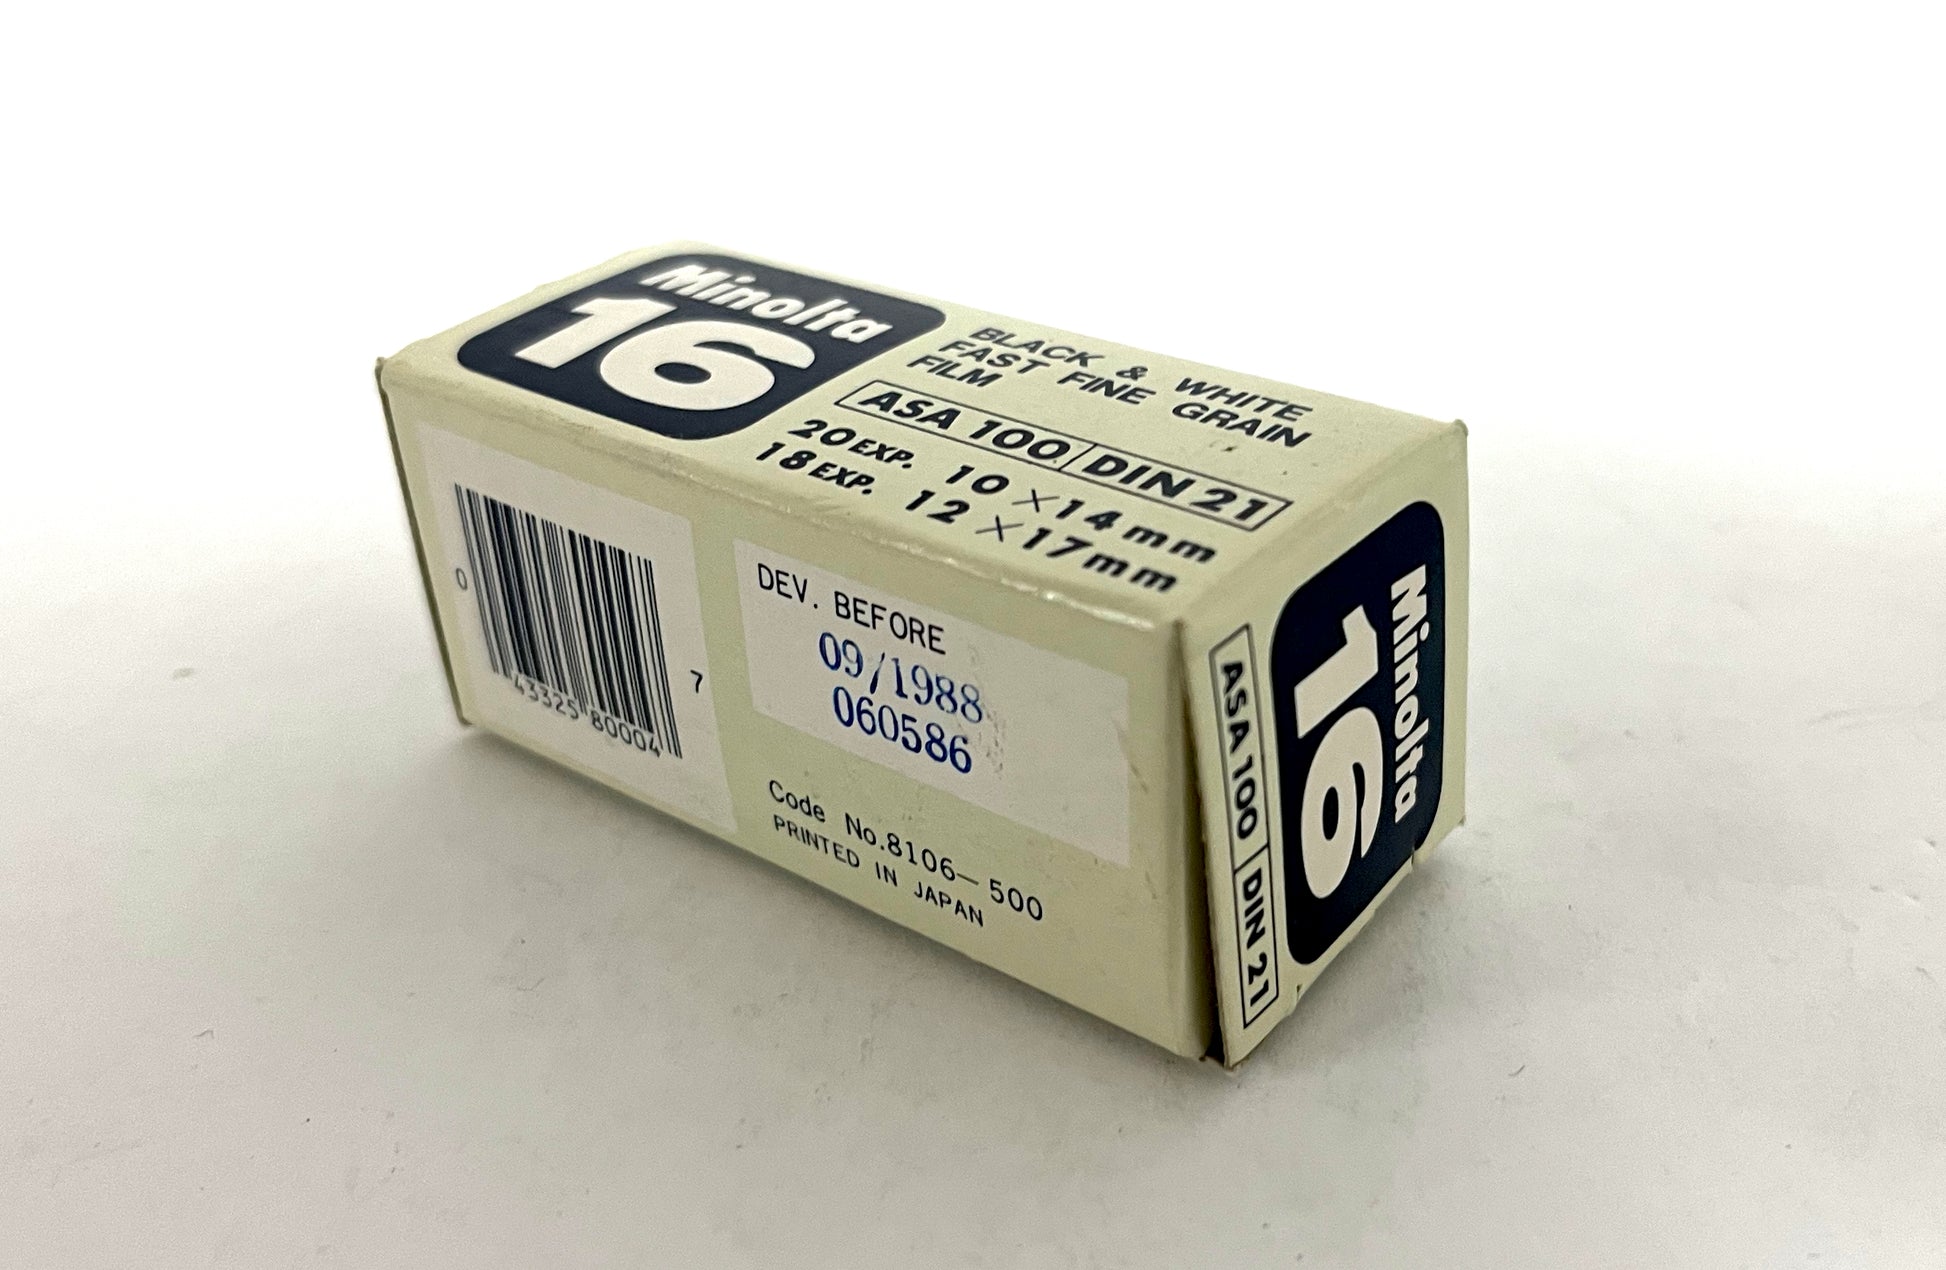 Minolta
16
BLACK & WHITE
FAST FINE GRAIN
FILM
ASA 100 DIN 21
20 EXP. 10 × 14 mm
18 EXP. 12 × 17 mm
0 43325 80004 7
DEV. BEFORE
09/1988
060586
Code No.8106–500
PRINTED IN JAPAN
Minolta
16
ASA 100 DIN 21